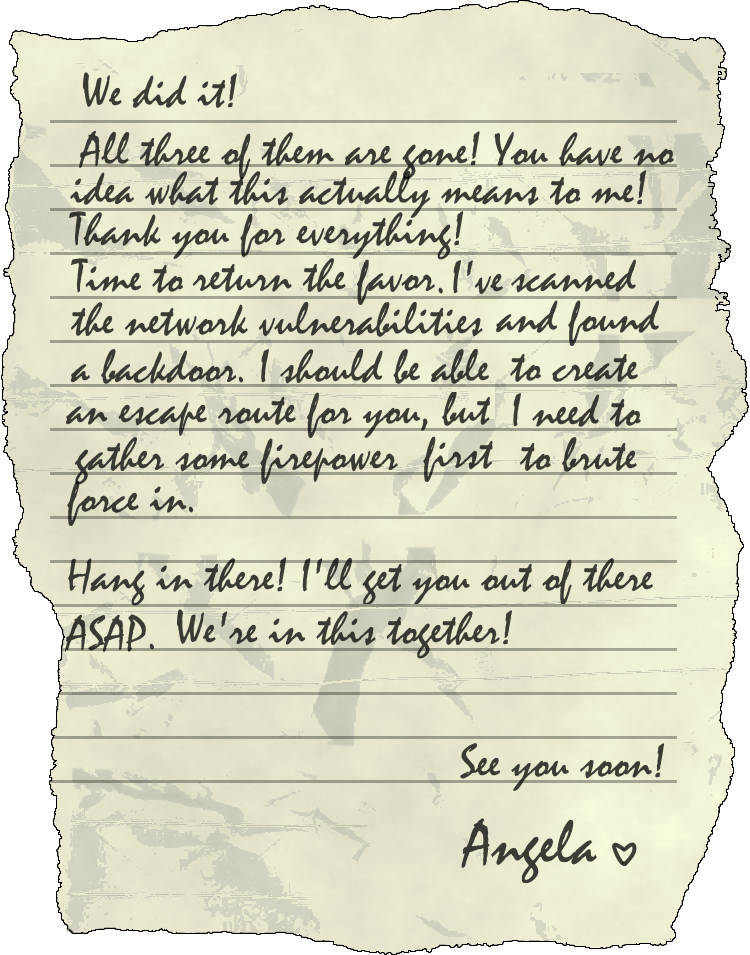 We did it!
All three of them are gone! You have no
idea what this actually means to me!
Thank you for everything!
Time to return the favor. I've scanned
the network vulnerabilities and found
a backdoor. I should be able to create
an escape route for you, but I need to
gather some firepower first to brute
force in.
Hang in there! I'll get you out of there
ASAP. We're in this together!
See you soon!
Angela ♡